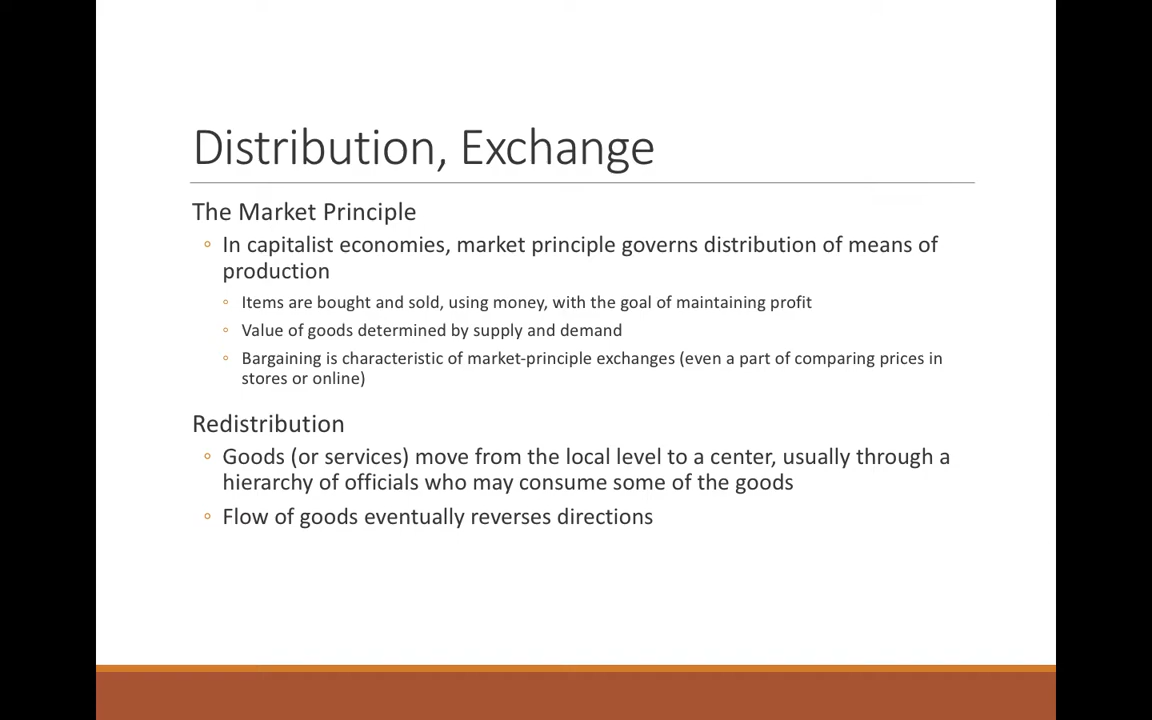 Distribution, Exchange
The Market Principle
◦ In capitalist economies, market principle governs distribution of means of
production
◦ Items are bought and sold, using money, with the goal of maintaining profit
◦ Value of goods determined by supply and demand
◦ Bargaining is characteristic of market-principle exchanges (even a part of comparing prices in
stores or online)
Redistribution
◦ Goods (or services) move from the local level to a center, usually through a
hierarchy of officials who may consume some of the goods
◦ Flow of goods eventually reverses directions